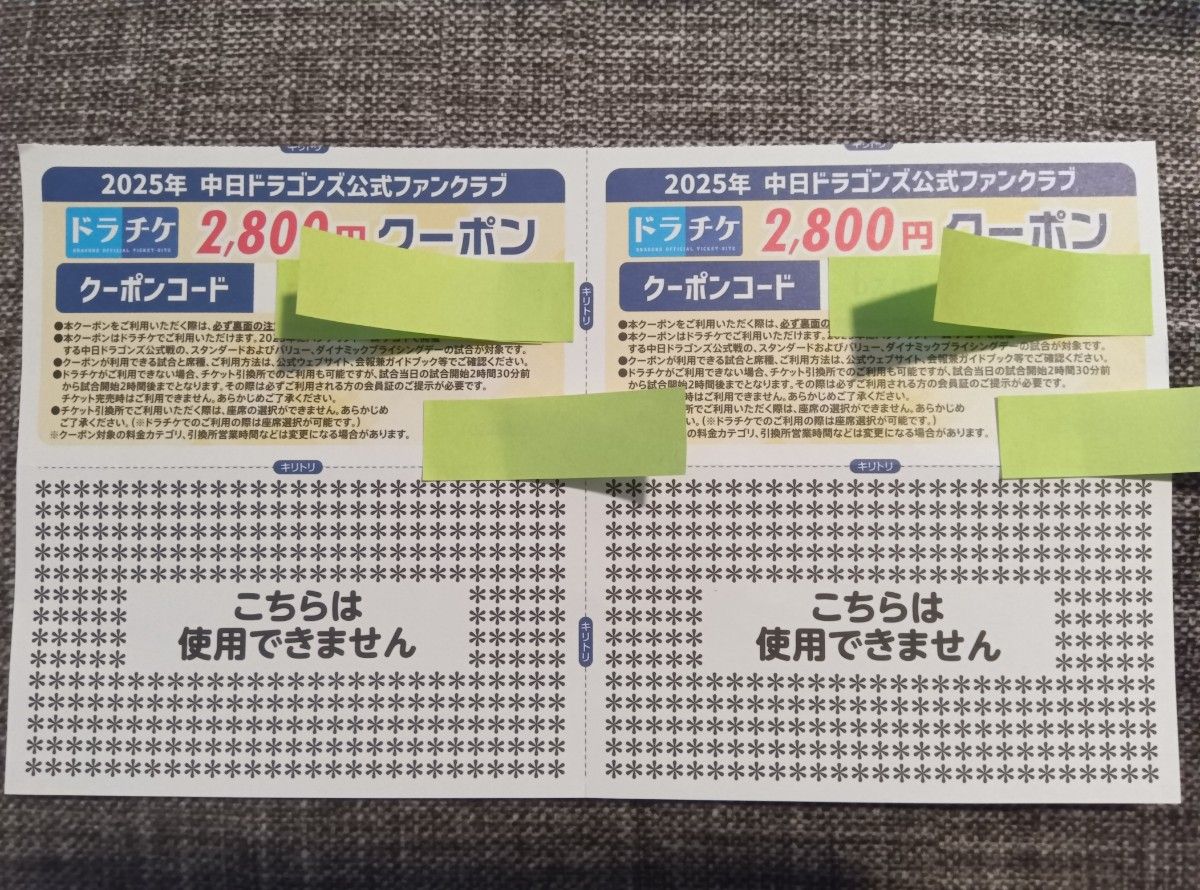 キリトリ
2025年 中日ドラゴンズ公式ファンクラブ
ドラチケ 2,800円 クーポン
DRAGONS OFFICIAL TICKET-SITE
クーポンコード
●本クーポンをご利用いただく際は、必ず裏面の注
●本クーポンはドラチケでご利用いただけます。
する中日ドラゴンズ公式戦の、スタンダードおよびバリュー、ダイナミックプライシングデーの試合が対象です。
●クーポンが利用できる試合と席種、ご利用方法は、公式ウェブサイト、会報兼ガイドブック等でご確認ください。
●ドラチケがご利用できない場合、チケット引換所でのご利用も可能ですが、試合当日の試合開始2時間30分前
から試合開始2時間後までとなります。その際は必ずご利用される方の会員証のご提示が必要です。
チケット完売時はご利用できません。あらかじめご了承ください。
●チケット引換所でご利用いただく際は、座席の選択ができません。あらかじめ
ご了承ください。(※ドラチケでのご利用の際は座席選択が可能です。)
※クーポン対象の料金カテゴリ、引換所営業時間などは変更になる場合があります。
キリトリ
こちらは
使用できません
キリトリ
キリトリ
キリトリ
2025年 中日ドラゴンズ公式ファンクラブ
ドラチケ 2,800円 クーポン
DRAGONS OFFICIAL TICKET-SITE
クーポンコード
●本クーポンをご利用いただく際は、必ず裏面の
●本クーポンはドラチケでご利用いただけます。
する中日ドラゴンズ公式戦の、スタンダードおよびバリュー、ダイナミックプライシングデーの試合が対象です。
●クーポンが利用できる試合と席種、ご利用方法は、公式ウェブサイト、会報兼ガイドブック等でご確認ください。
●ドラチケがご利用できない場合、チケット引換所でのご利用も可能ですが、試合当日の試合開始2時間30分前
から試合開始2時間後までとなります。その際は必ずご利用される方の会員証のご提示が必要です。
時はご利用できません。あらかじめご了承ください。
所でご利用いただく際は、座席の選択ができません。あらかじめ
い。(※ドラチケでのご利用の際は座席選択が可能です。)
の料金カテゴリ、引換所営業時間などは変更になる場合があります。
キリトリ
こちらは
使用できません